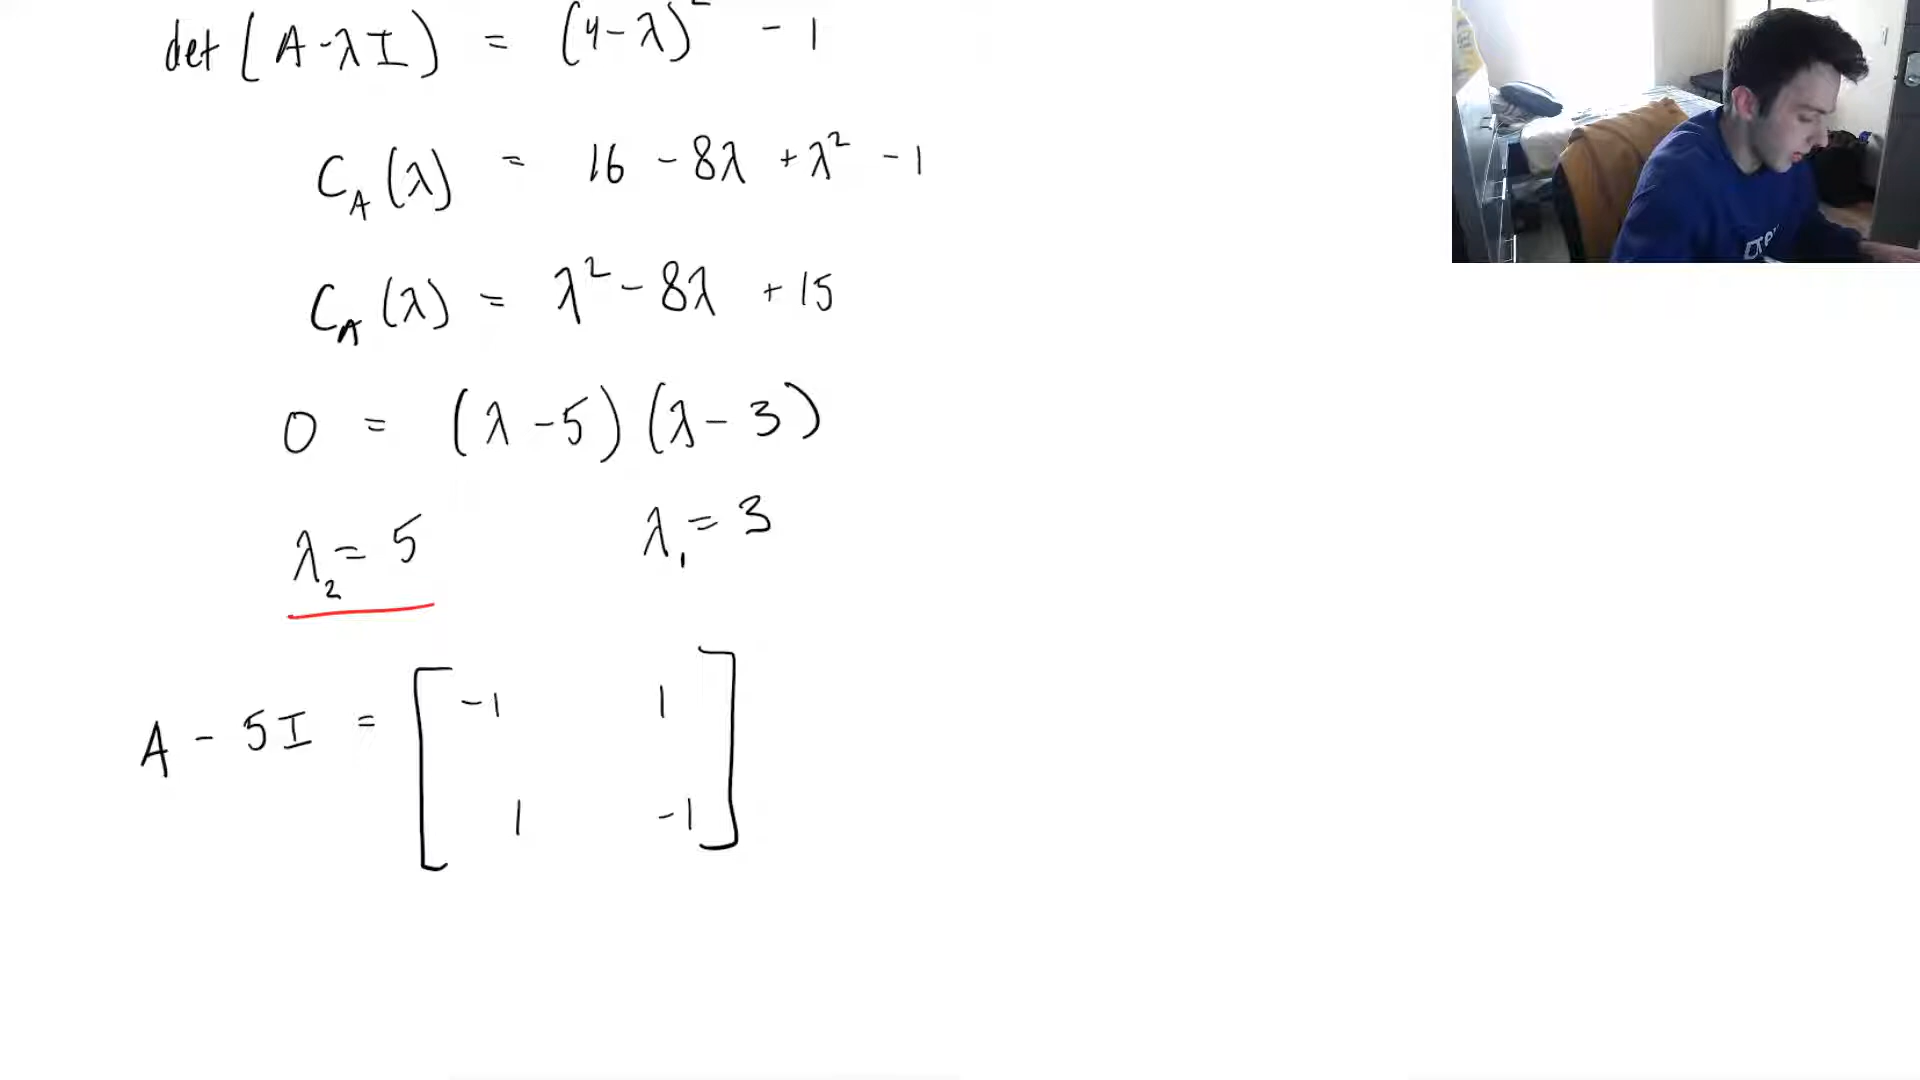 det (A-λI) = (4-λ)² - 1
C_A (λ) = 16 - 8λ + λ² - 1
C_A (λ) = λ² - 8λ + 15
0 = (λ - 5) (λ - 3)
λ₂ = 5 λ₁ = 3
A - 5I = [ -1 1
1 -1 ]